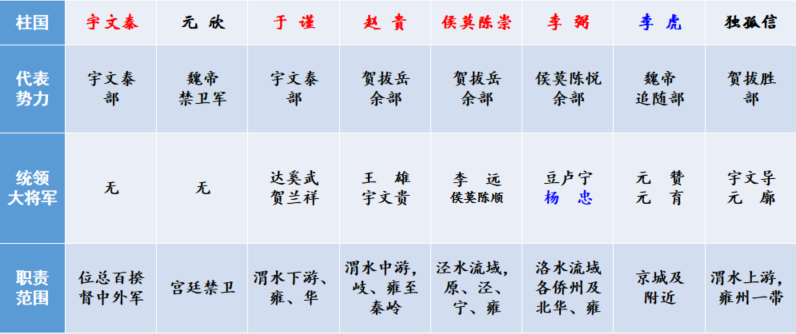 柱国 宇文泰 元欣 于谨 赵贵 侯莫陈崇 李弼 李虎 独孤信
代表 宇文泰 魏帝 宇文泰 贺拔岳 贺拔岳 侯莫陈悦 魏帝 贺拔胜
势力 部 禁卫军 部 余部 余部 余部 追随部 部
统领 无 无 达奚武 王雄 李远 豆卢宁 元赞 宇文导
大将军 贺兰祥 宇文贵 侯莫陈顺 杨忠 元育 元廓
职责 位总百揆 宫廷禁卫 渭水下游、 渭水中游， 泾水流域， 洛水流域 京城及 渭水上游，
范围 督中外军 雍、华 岐、雍至 原、泾、 各侨州及 附近 雍州一带
秦岭 宁、雍 北华、雍